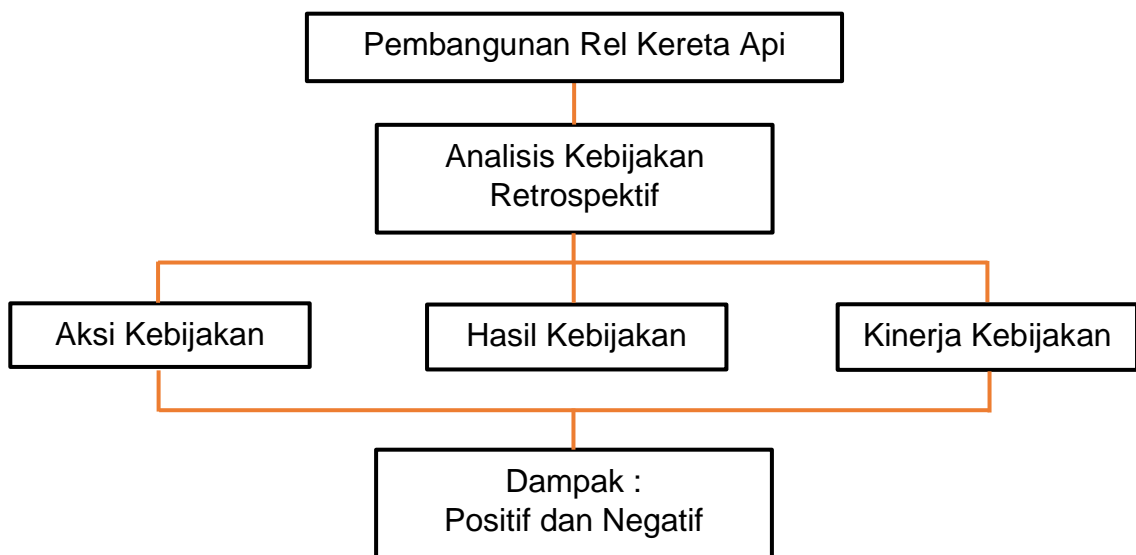 Pembangunan Rel Kereta Api
Analisis Kebijakan
Retrospektif
Aksi Kebijakan
Hasil Kebijakan
Kinerja Kebijakan
Dampak :
Positif dan Negatif